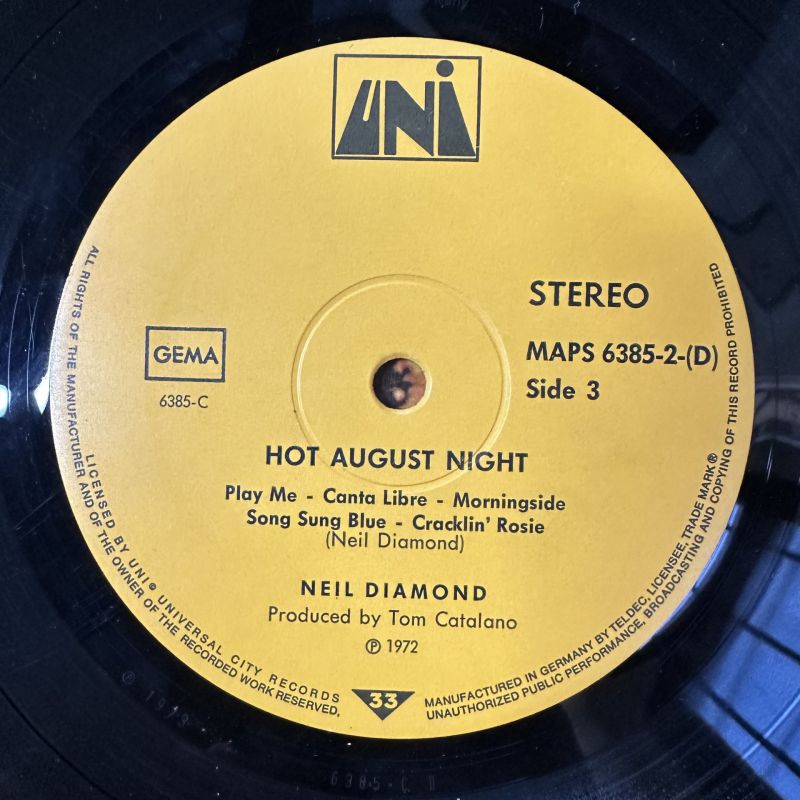 UNI
STEREO
MAPS 6385-2-(D)
Side 3
GEMA
6385-C
HOT AUGUST NIGHT
Play Me - Canta Libre - Morningside
Song Sung Blue - Cracklin' Rosie
(Neil Diamond)
NEIL DIAMOND
Produced by Tom Catalano
℗ 1972
33
ALL RIGHTS OF THE MANUFACTURER AND OF THE OWNER OF THE RECORDED WORK RESERVED.
LICENSED BY UNI® UNIVERSAL CITY RECORDS
MANUFACTURED IN GERMANY BY TELDEC, LICENSEE, TRADE MARK®
UNAUTHORIZED PUBLIC PERFORMANCE, BROADCASTING AND COPYING OF THIS RECORD PROHIBITED
℗ 1973
6385-C